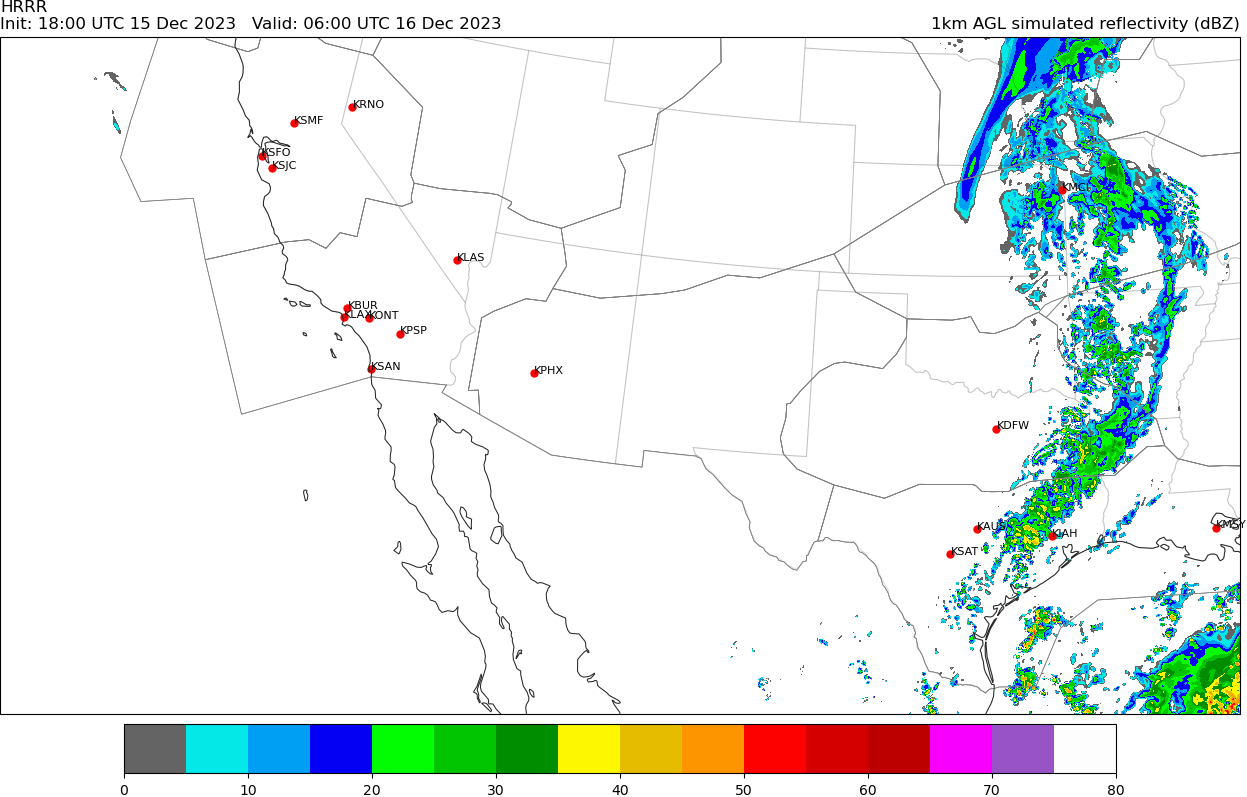 HRRR
Init: 18:00 UTC 15 Dec 2023   Valid: 06:00 UTC 16 Dec 2023
1km AGL simulated reflectivity (dBZ)
KRNO
KSMF
KSFO
KSJC
KMCI
KLAS
KBUR
KLAX
KONT
KPSP
KSAN
KPHX
KDFW
KAUS
KIAH
KMSY
KSAT
0 10 20 30 40 50 60 70 80